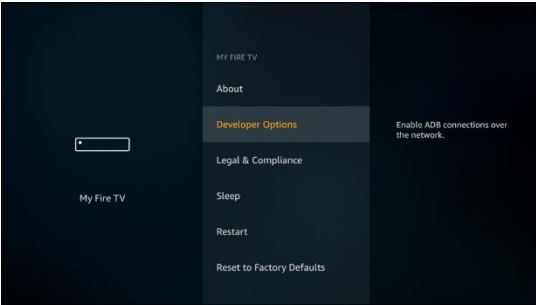 MY FIRE TV
About
Developer Options
Enable ADB connections over
the network.
Legal & Compliance
My Fire TV
Sleep
Restart
Reset to Factory Defaults